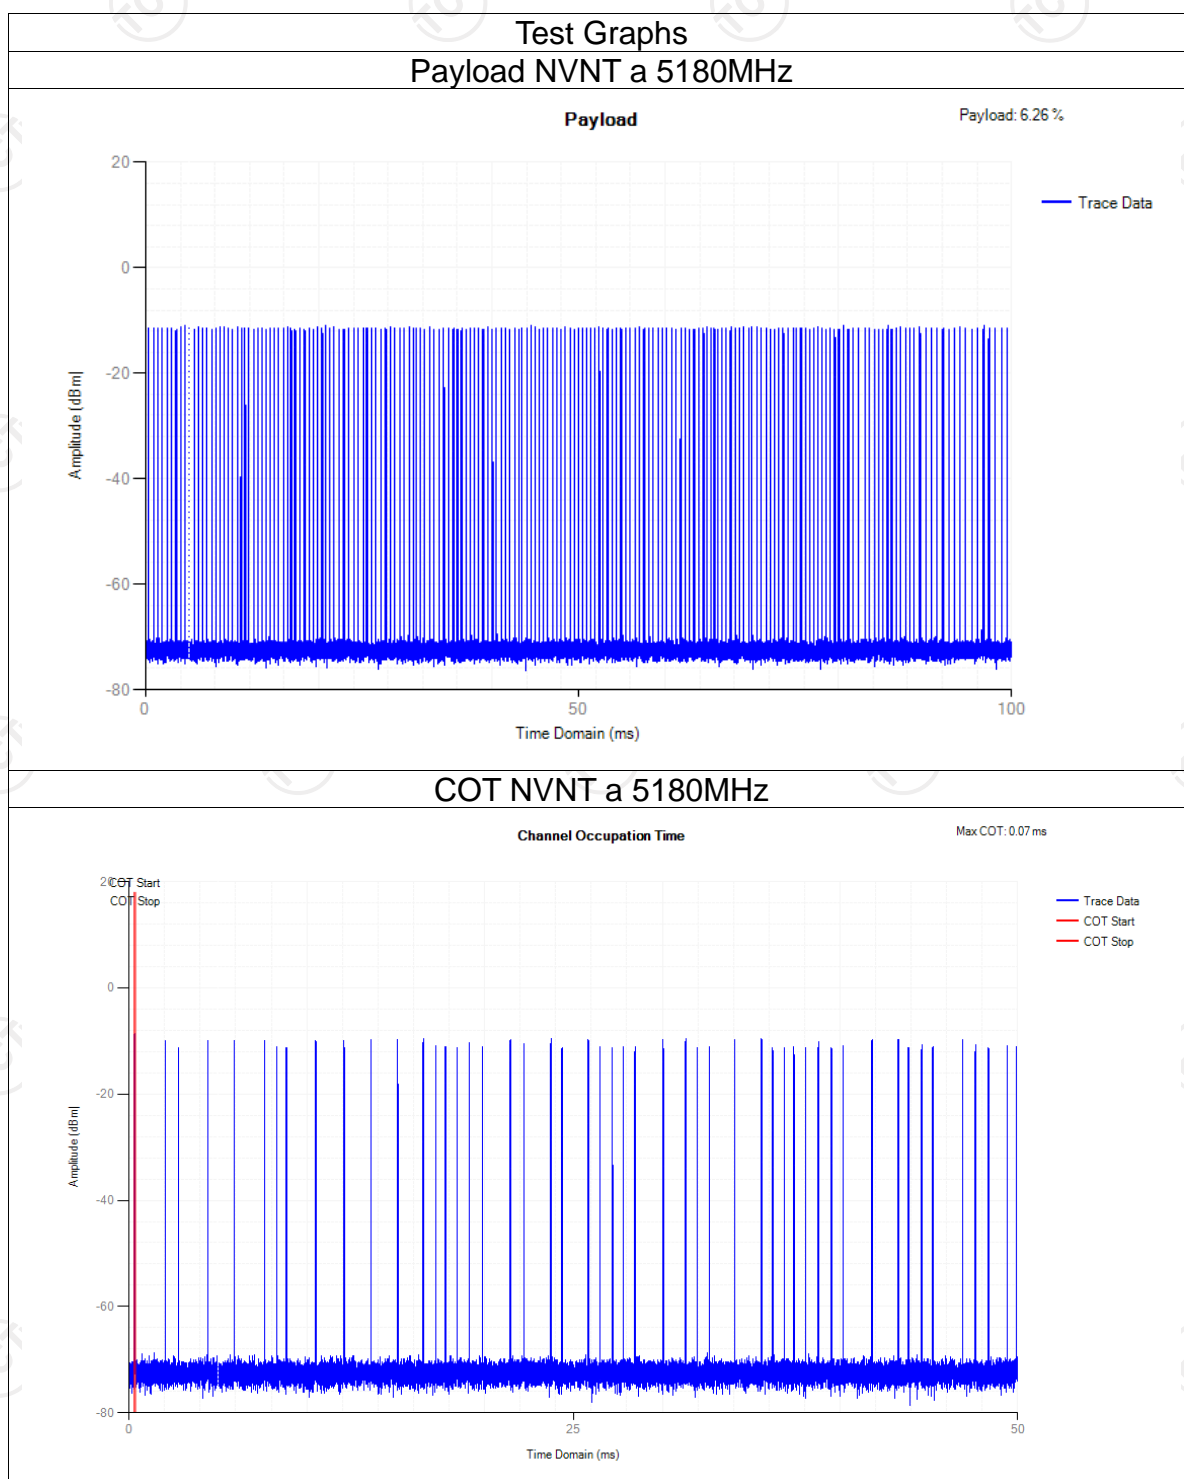 Test Graphs
Payload NVNT a 5180MHz
Payload
Payload: 6.26 %
20
0
-20
-40
-60
-80
Amplitude (dBm)
Trace Data
0
50
100
Time Domain (ms)
COT NVNT a 5180MHz
Channel Occupation Time
Max COT: 0.07 ms
20
COT Start
COT Stop
0
-20
-40
-60
-80
Amplitude (dBm)
Trace Data
COT Start
COT Stop
0
25
50
Time Domain (ms)